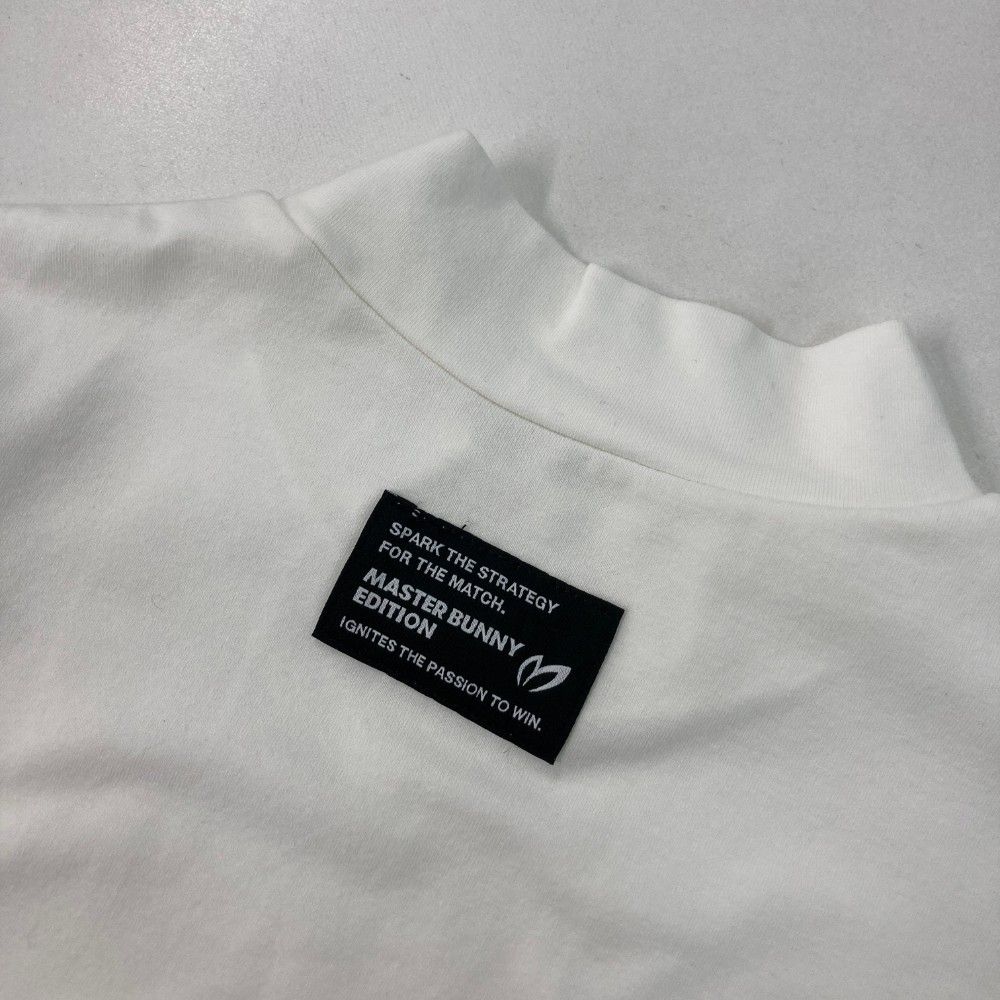 SPARK THE STRATEGY
FOR THE MATCH.
MASTER BUNNY
EDITION
IGNITES THE PASSION TO WIN.